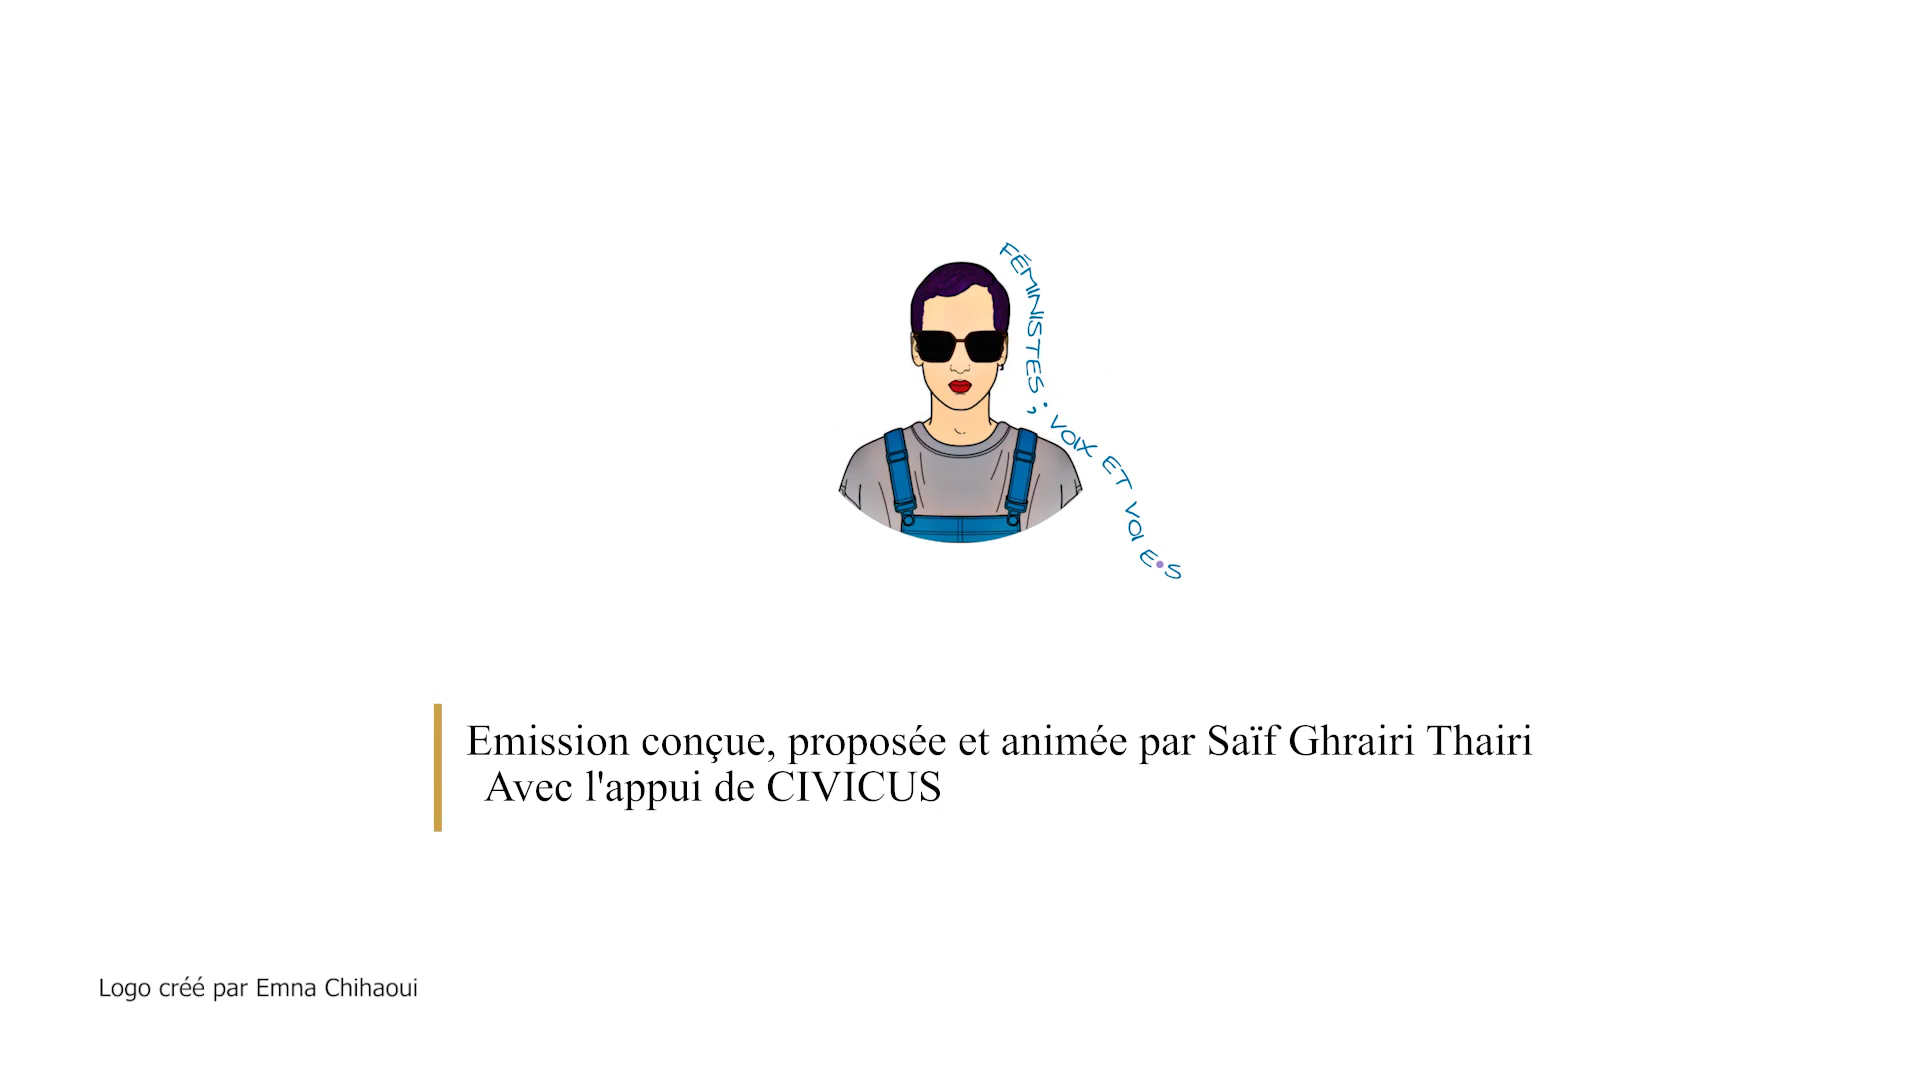 FÉMINISTES ; VOIX ET VOIE•S
Emission conçue, proposée et animée par Saïf Ghrairi Thairi
Avec l'appui de CIVICUS
Logo créé par Emna Chihaoui